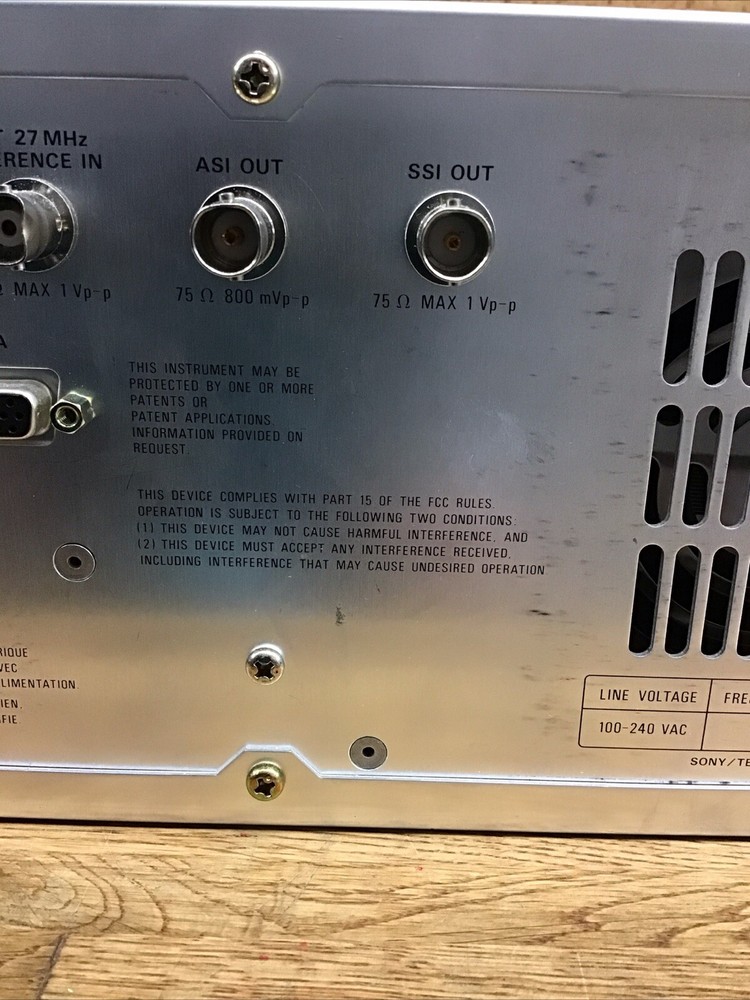 T 27 MHz
ERENCE IN
ASI OUT
SSI OUT
Ω MAX 1 Vp-p
75 Ω 800 mVp-p
75 Ω MAX 1 Vp-p
A
THIS INSTRUMENT MAY BE
PROTECTED BY ONE OR MORE
PATENTS OR
PATENT APPLICATIONS.
INFORMATION PROVIDED ON
REQUEST.
THIS DEVICE COMPLIES WITH PART 15 OF THE FCC RULES.
OPERATION IS SUBJECT TO THE FOLLOWING TWO CONDITIONS:
(1) THIS DEVICE MAY NOT CAUSE HARMFUL INTERFERENCE, AND
(2) THIS DEVICE MUST ACCEPT ANY INTERFERENCE RECEIVED,
INCLUDING INTERFERENCE THAT MAY CAUSE UNDESIRED OPERATION
RIQUE
VEC
LIMENTATION.
IEN,
FIE
LINE VOLTAGE FRE
100-240 VAC
SONY/TE